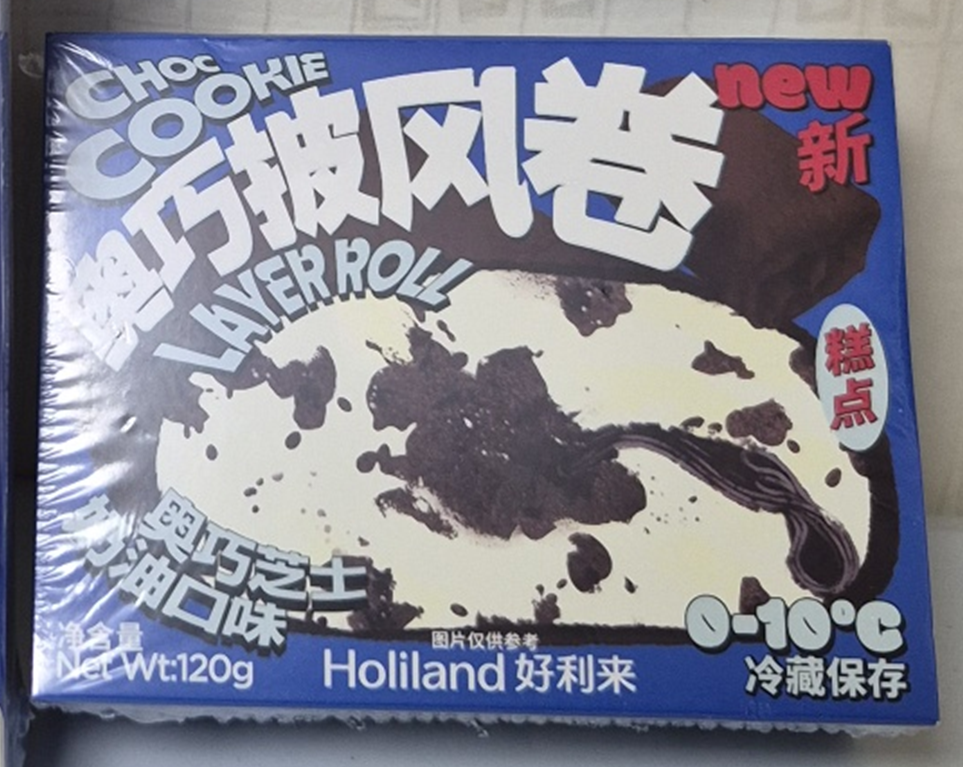 CHOC
COOKIE
奥巧披风卷
LAYER ROLL
new
新
糕点
奥巧芝士
奶油口味
净含量
Net Wt:120g
图片仅供参考
Holiland 好利来
0-10°C
冷藏保存